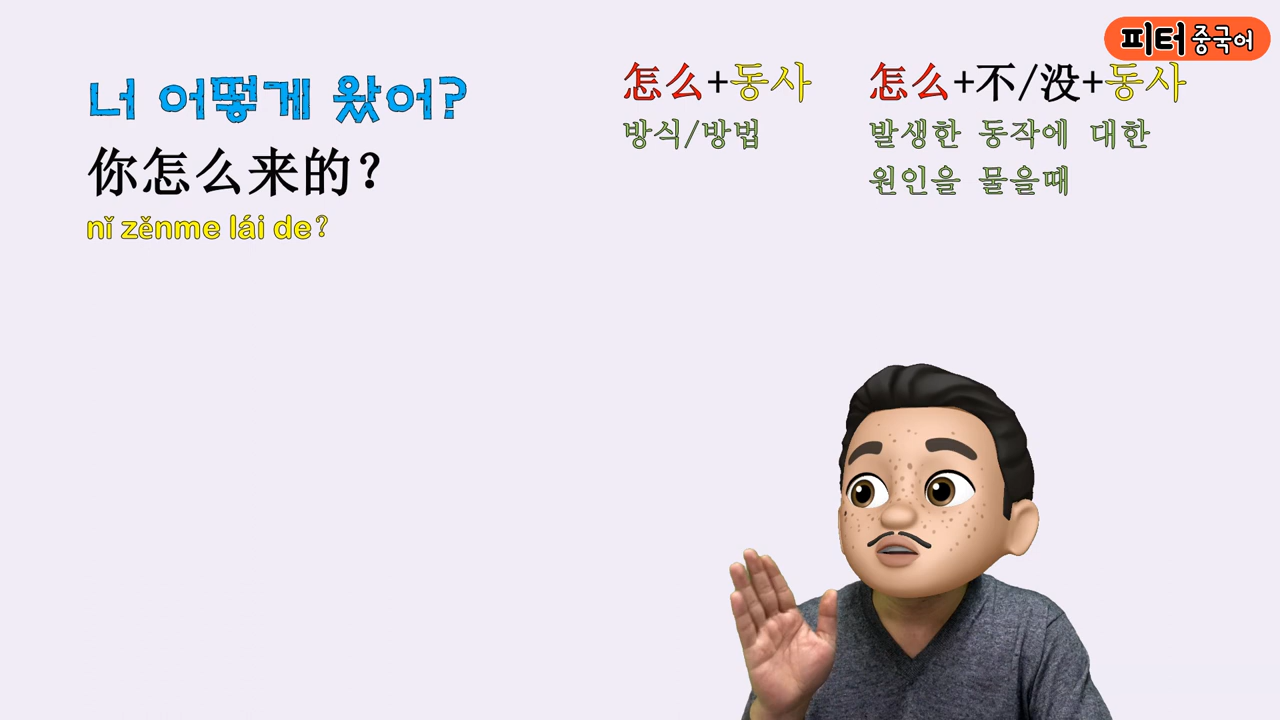 피터 중국어
너 어떻게 왔어?
你怎么来的？
nǐ zěnme lái de？
怎么+동사
방식/방법
怎么+不/没+동사
발생한 동작에 대한
원인을 물을때